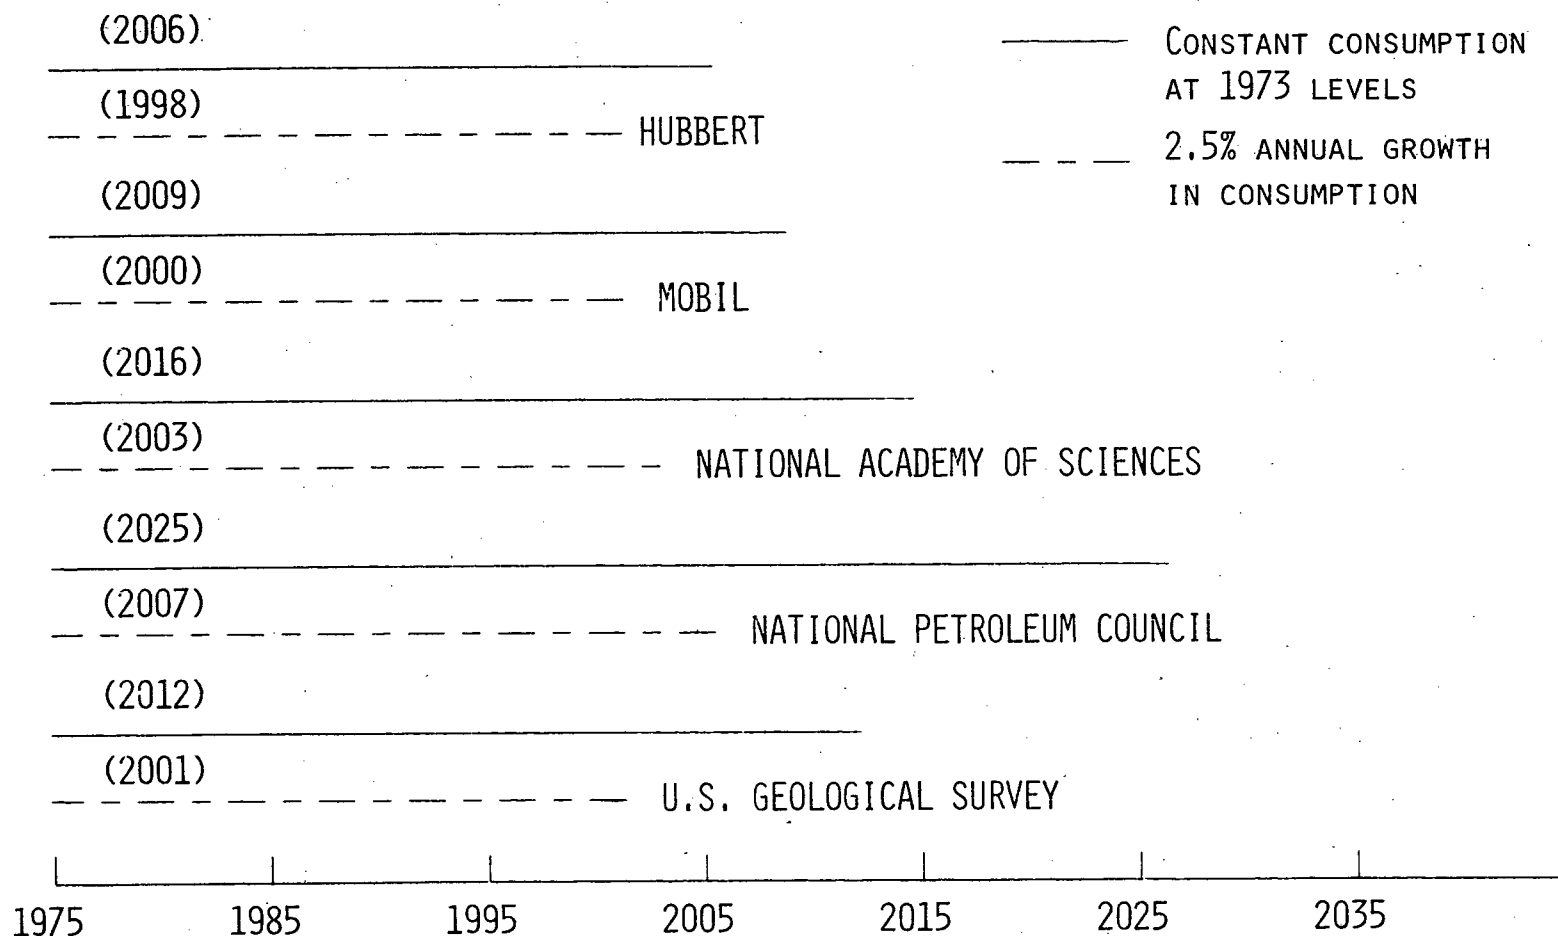 (2006)
CONSTANT CONSUMPTION
AT 1973 LEVELS
(1998)
HUBBERT
2.5% ANNUAL GROWTH
IN CONSUMPTION
(2009)
(2000)
MOBIL
(2016)
(2003)
NATIONAL ACADEMY OF SCIENCES
(2025)
(2007)
NATIONAL PETROLEUM COUNCIL
(2012)
(2001)
U.S. GEOLOGICAL SURVEY
1975 1985 1995 2005 2015 2025 2035